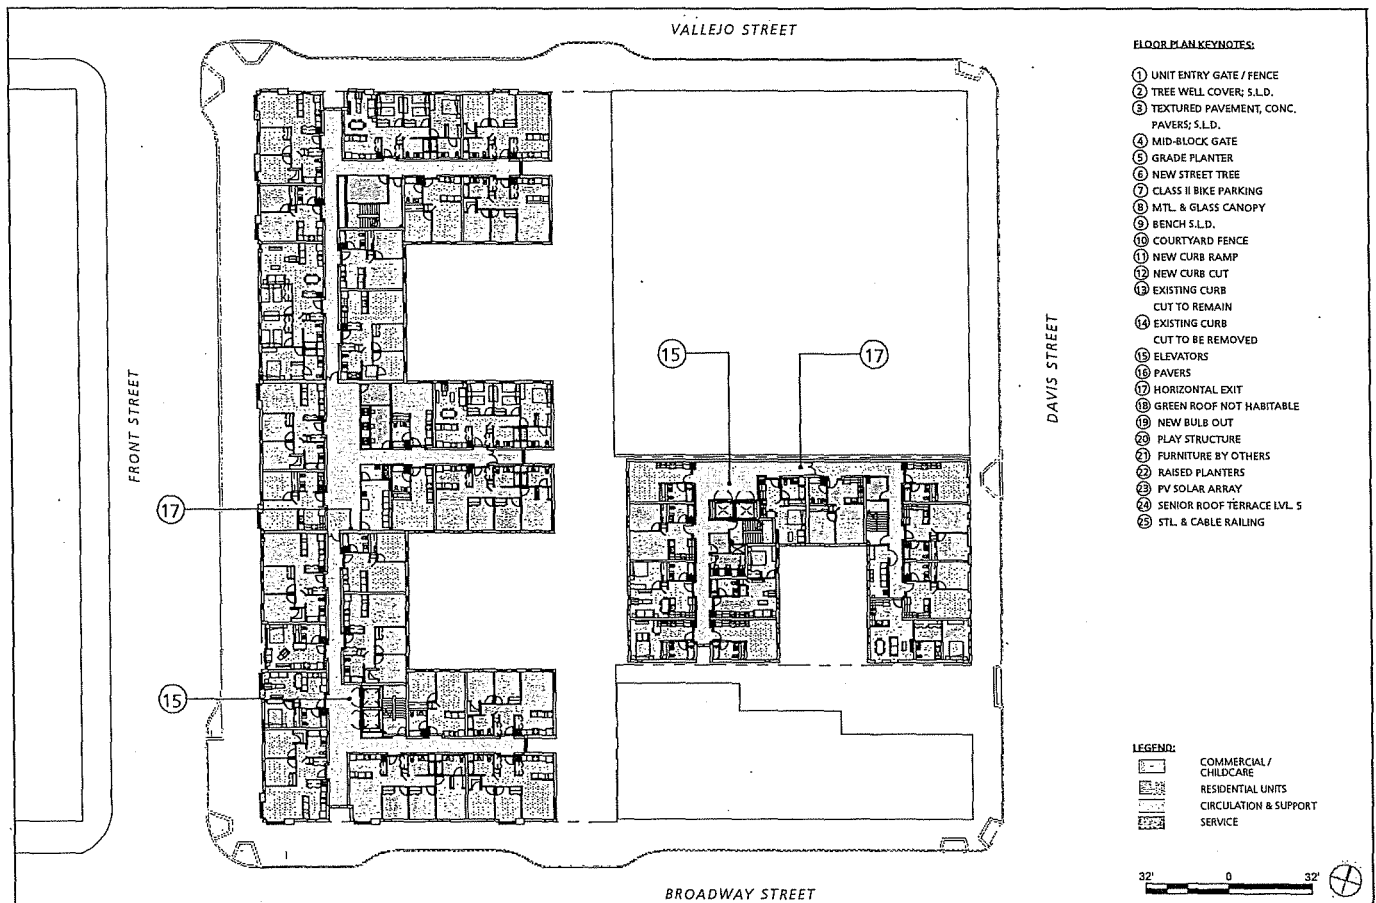 VALLEJO STREET
FLOOR PLAN KEYNOTES:
1 UNIT ENTRY GATE / FENCE
2 TREE WELL COVER; S.L.D.
3 TEXTURED PAVEMENT, CONC.
PAVERS; S.L.D.
4 MID-BLOCK GATE
5 GRADE PLANTER
6 NEW STREET TREE
7 CLASS II BIKE PARKING
8 MTL. & GLASS CANOPY
9 BENCH S.L.D.
10 COURTYARD FENCE
11 NEW CURB RAMP
12 NEW CURB CUT
13 EXISTING CURB
CUT TO REMAIN
14 EXISTING CURB
CUT TO BE REMOVED
15 ELEVATORS
16 PAVERS
17 HORIZONTAL EXIT
18 GREEN ROOF NOT HABITABLE
19 NEW BULB OUT
20 PLAY STRUCTURE
21 FURNITURE BY OTHERS
22 RAISED PLANTERS
23 PV SOLAR ARRAY
24 SENIOR ROOF TERRACE LVL. 5
25 STL. & CABLE RAILING
FRONT STREET
DAVIS STREET
15
17
17
15
LEGEND:
COMMERCIAL /
CHILDCARE
RESIDENTIAL UNITS
CIRCULATION & SUPPORT
SERVICE
32' 0 32'
BROADWAY STREET